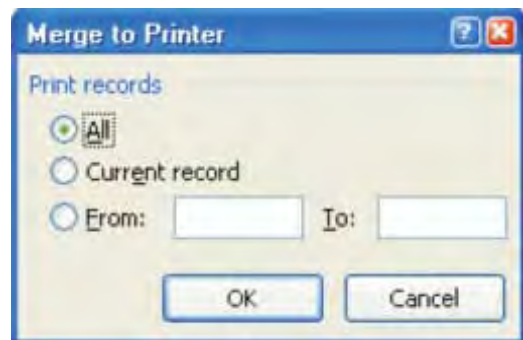 Merge to Printer
Print records
All
Current record
From: To:
OK Cancel